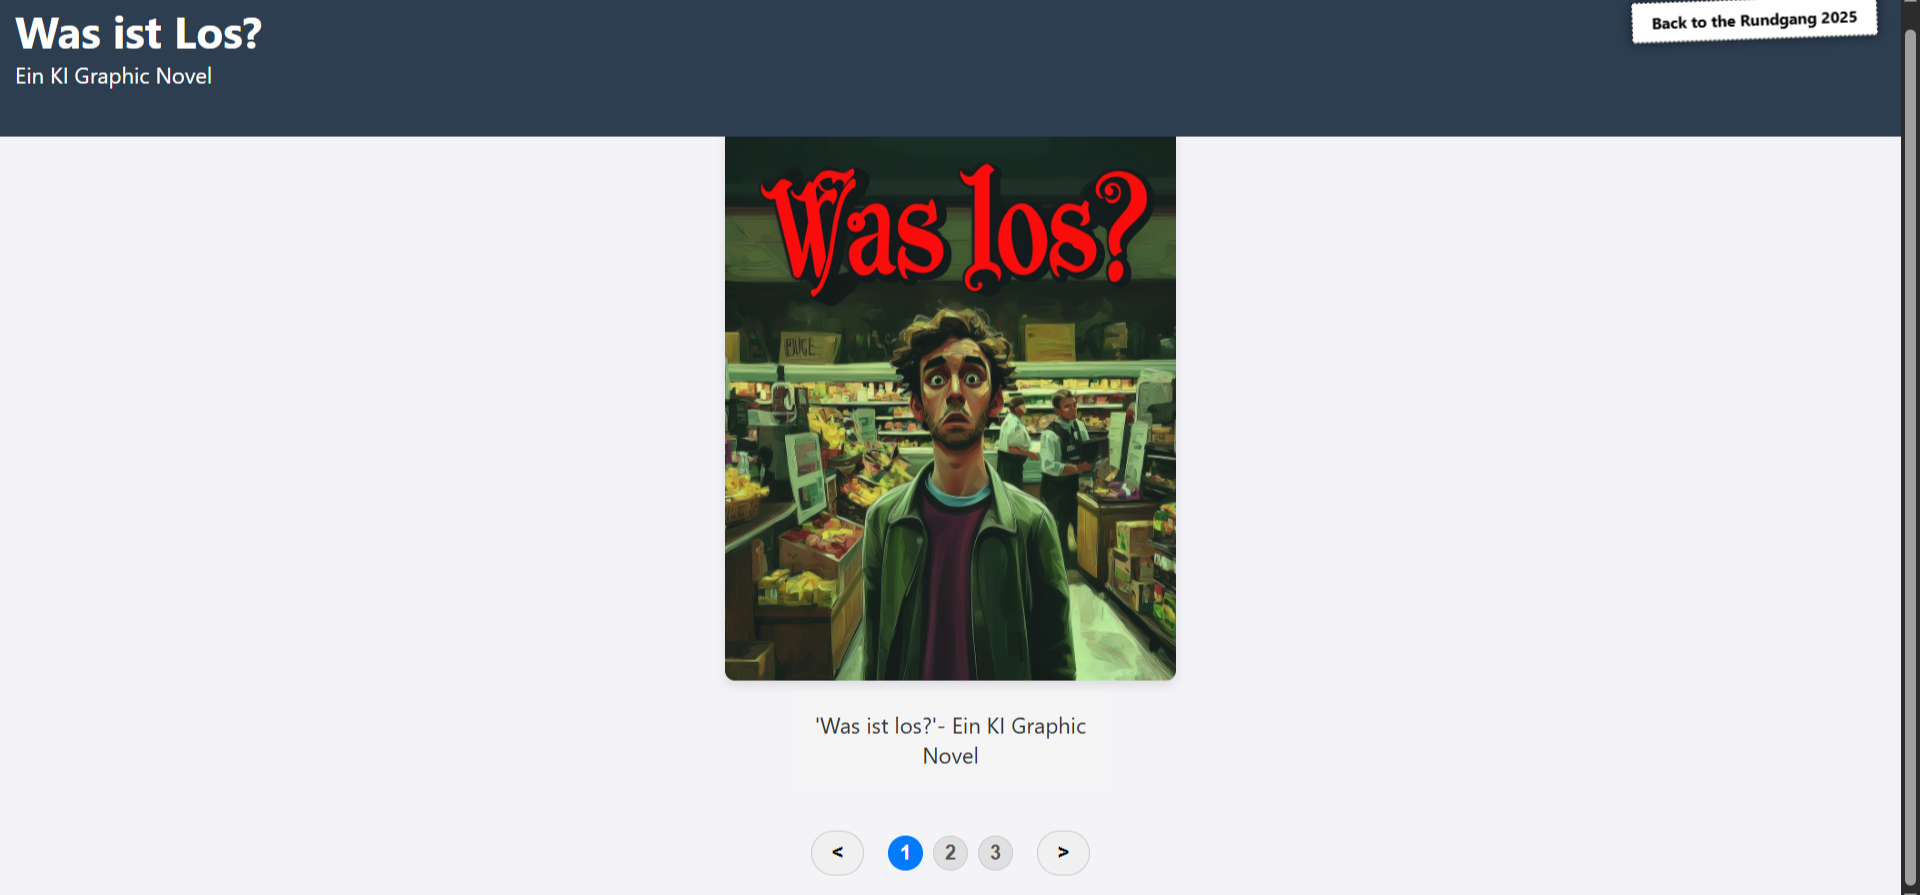 Was ist Los?
Ein KI Graphic Novel
Back to the Rundgang 2025
Was los?
'Was ist los?'- Ein KI Graphic
Novel
< 1 2 3 >